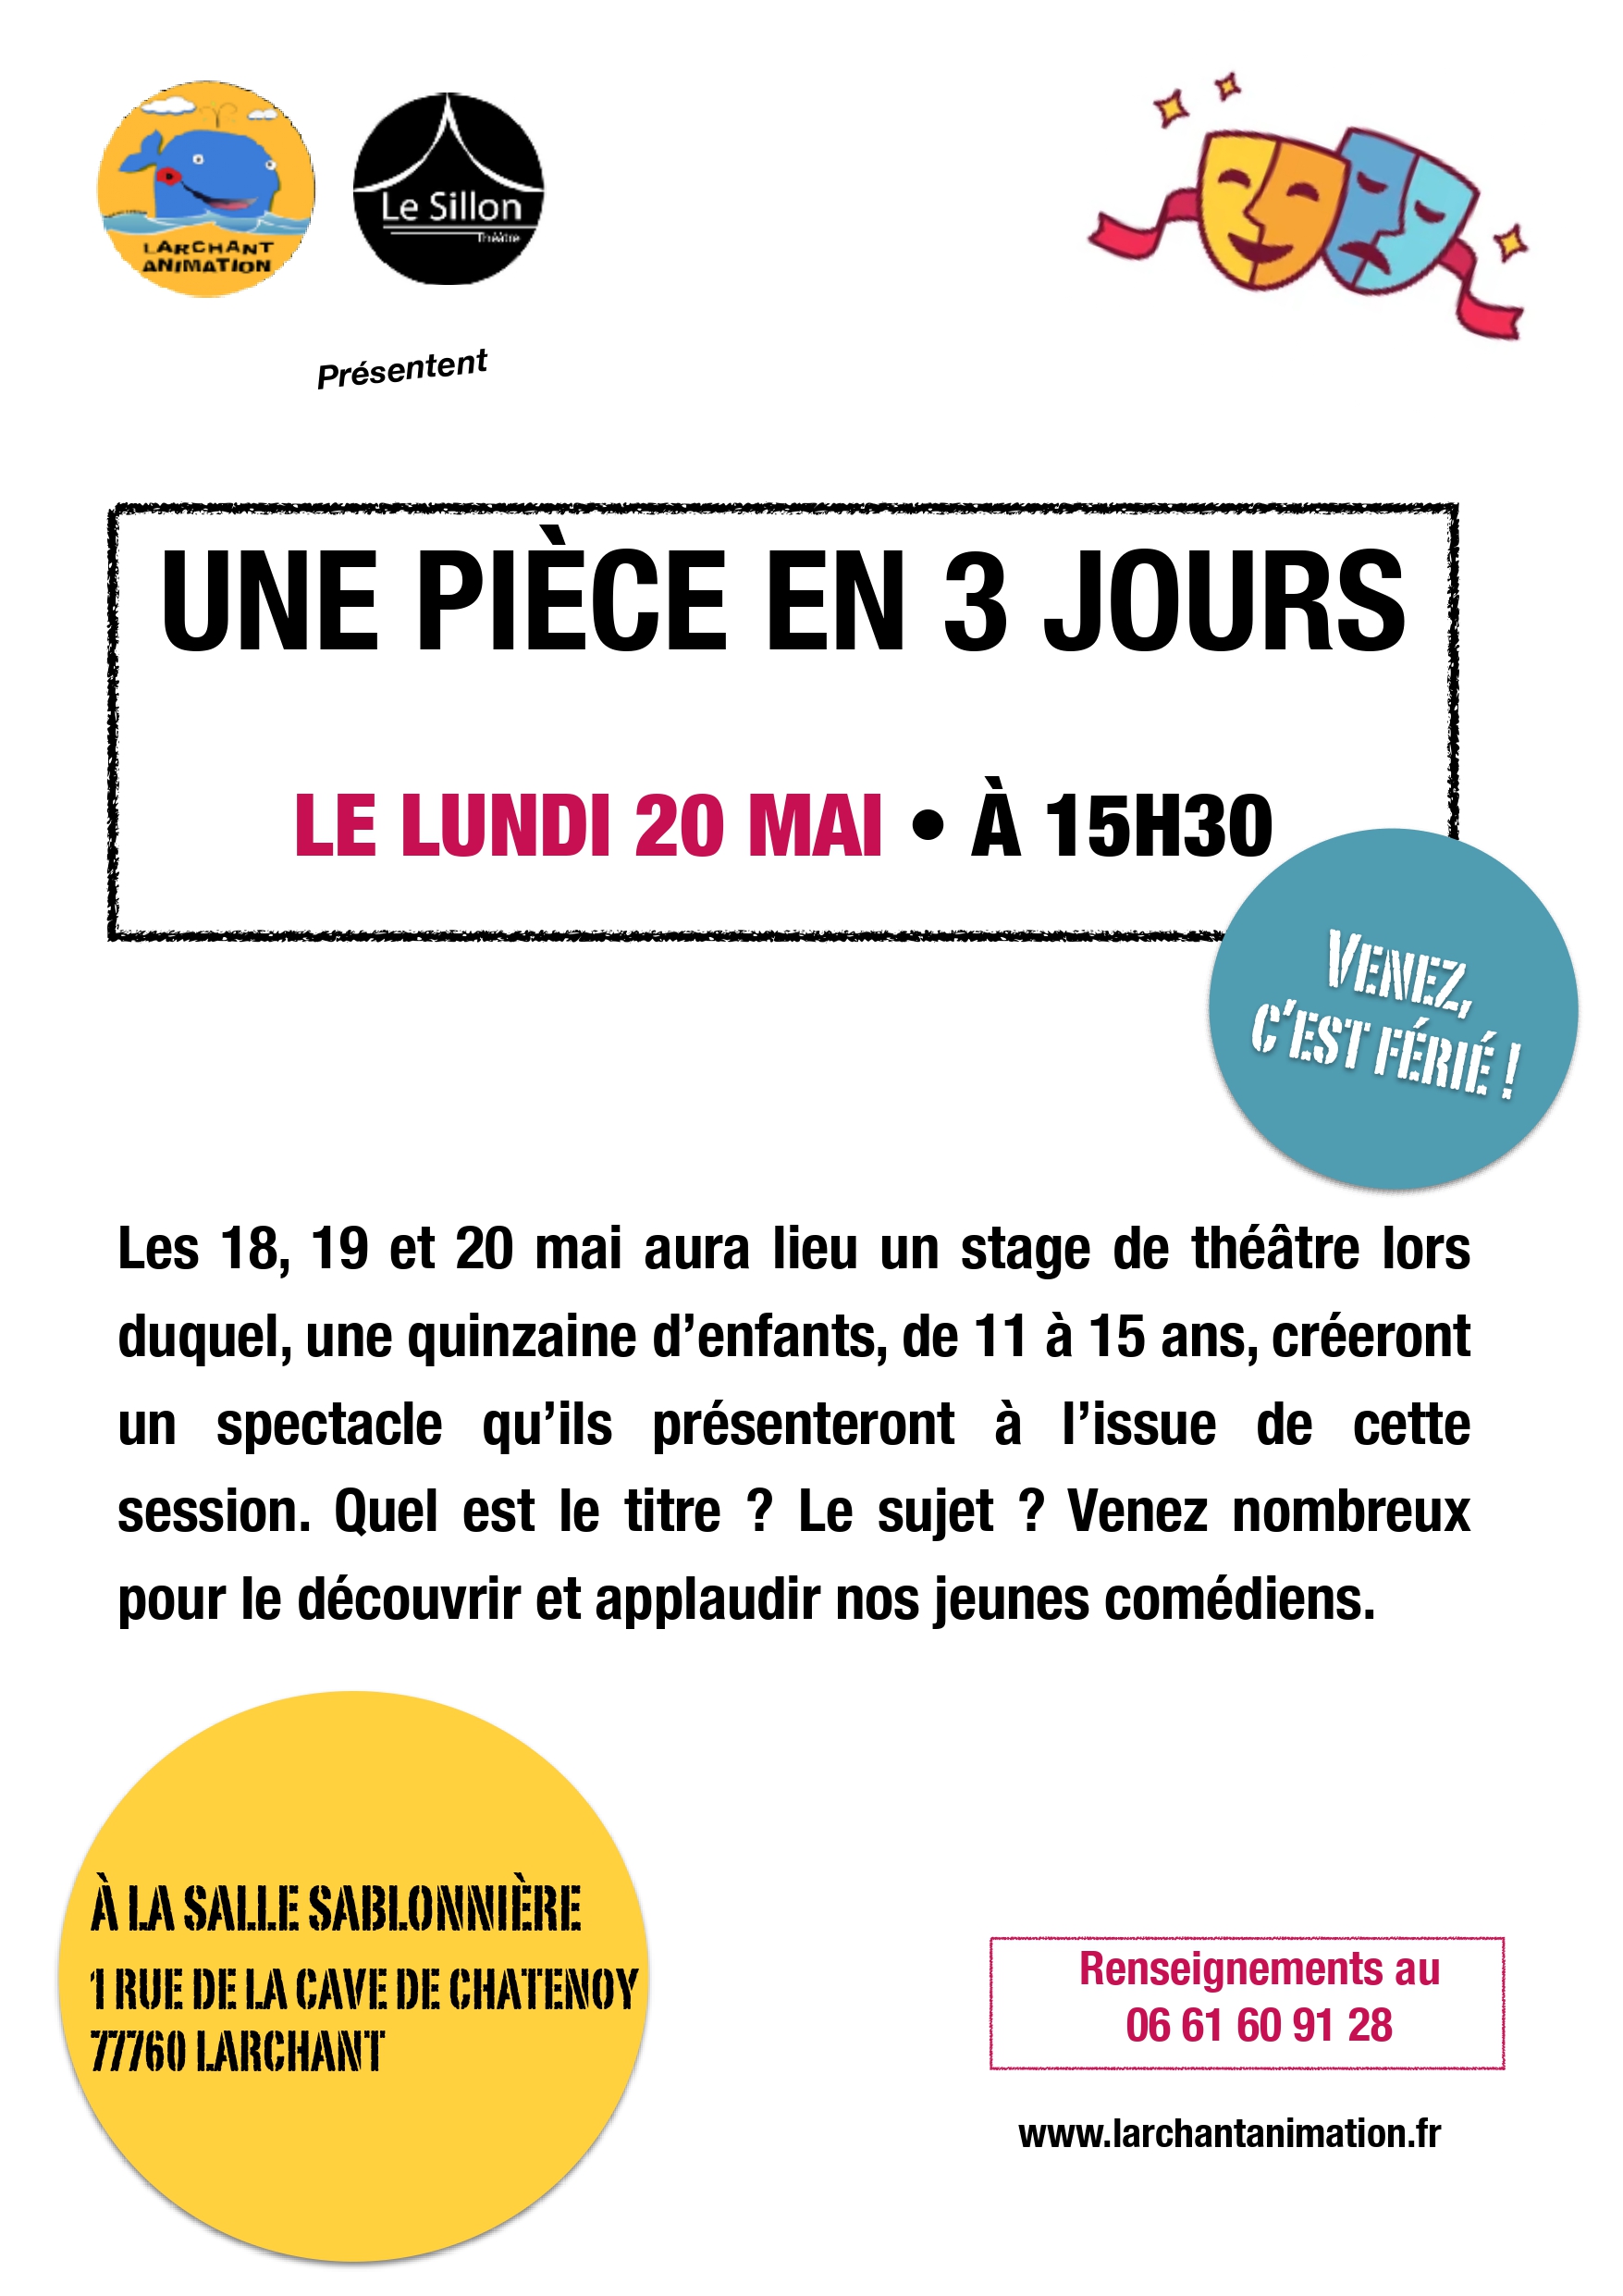 LARCHANT
ANIMATION
Le Sillon
Théâtre
Présentent
UNE PIÈCE EN 3 JOURS
LE LUNDI 20 MAI • À 15H30
VENEZ,
C’EST FÉRIÉ !
Les 18, 19 et 20 mai aura lieu un stage de théâtre lors
duquel, une quinzaine d’enfants, de 11 à 15 ans, créeront
un spectacle qu’ils présenteront à l’issue de cette
session. Quel est le titre ? Le sujet ? Venez nombreux
pour le découvrir et applaudir nos jeunes comédiens.
À LA SALLE SABLONNIÈRE
1 RUE DE LA CAVE DE CHATENOY
77760 LARCHANT
Renseignements au
06 61 60 91 28
www.larchantanimation.fr